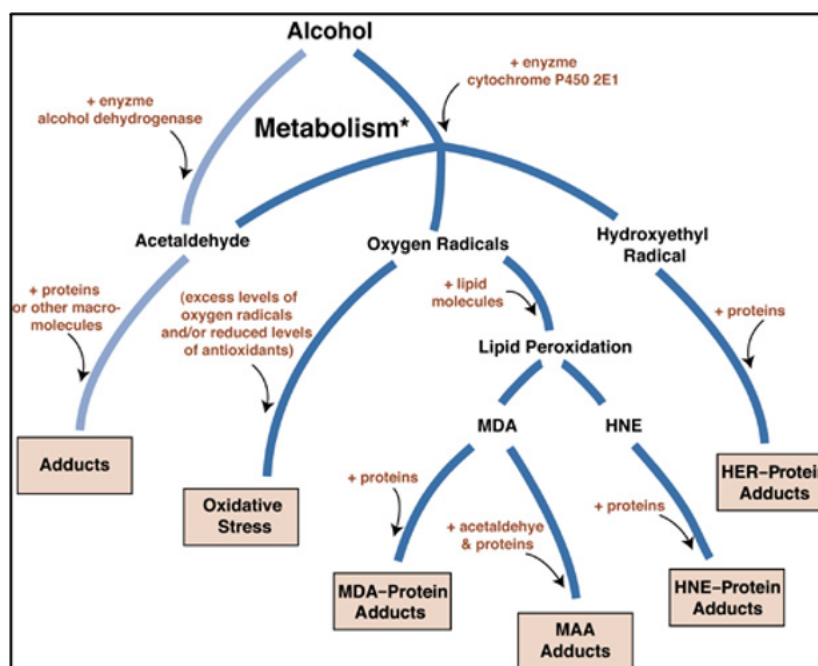 Alcohol
+ enyzme
alcohol dehydrogenase
+ enyzme
cytochrome P450 2E1
Metabolism*
Acetaldehyde
Oxygen Radicals
Hydroxyethyl
Radical
+ proteins
or other macro-
molecules
(excess levels of
oxygen radicals
and/or reduced levels
of antioxidants)
+ lipid
molecules
+ proteins
Lipid Peroxidation
MDA
HNE
Adducts
Oxidative
Stress
HER–Protein
Adducts
+ proteins
+ acetaldehye
& proteins
+ proteins
MDA–Protein
Adducts
MAA
Adducts
HNE–Protein
Adducts